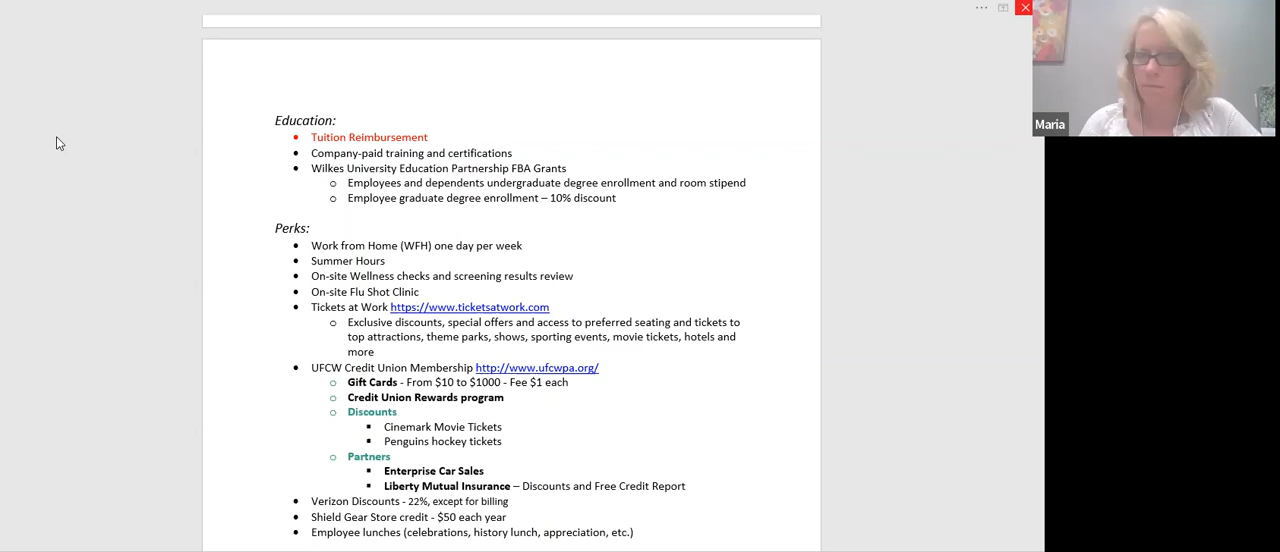 Education:
• Tuition Reimbursement
• Company-paid training and certifications
• Wilkes University Education Partnership FBA Grants
o Employees and dependents undergraduate degree enrollment and room stipend
o Employee graduate degree enrollment – 10% discount
Perks:
• Work from Home (WFH) one day per week
• Summer Hours
• On-site Wellness checks and screening results review
• On-site Flu Shot Clinic
• Tickets at Work https://www.ticketsatwork.com
o Exclusive discounts, special offers and access to preferred seating and tickets to
top attractions, theme parks, shows, sporting events, movie tickets, hotels and
more
• UFCW Credit Union Membership http://www.ufcwpa.org/
o Gift Cards - From $10 to $1000 - Fee $1 each
o Credit Union Rewards program
o Discounts
▪ Cinemark Movie Tickets
▪ Penguins hockey tickets
o Partners
▪ Enterprise Car Sales
▪ Liberty Mutual Insurance – Discounts and Free Credit Report
• Verizon Discounts - 22%, except for billing
• Shield Gear Store credit - $50 each year
• Employee lunches (celebrations, history lunch, appreciation, etc.)
Maria